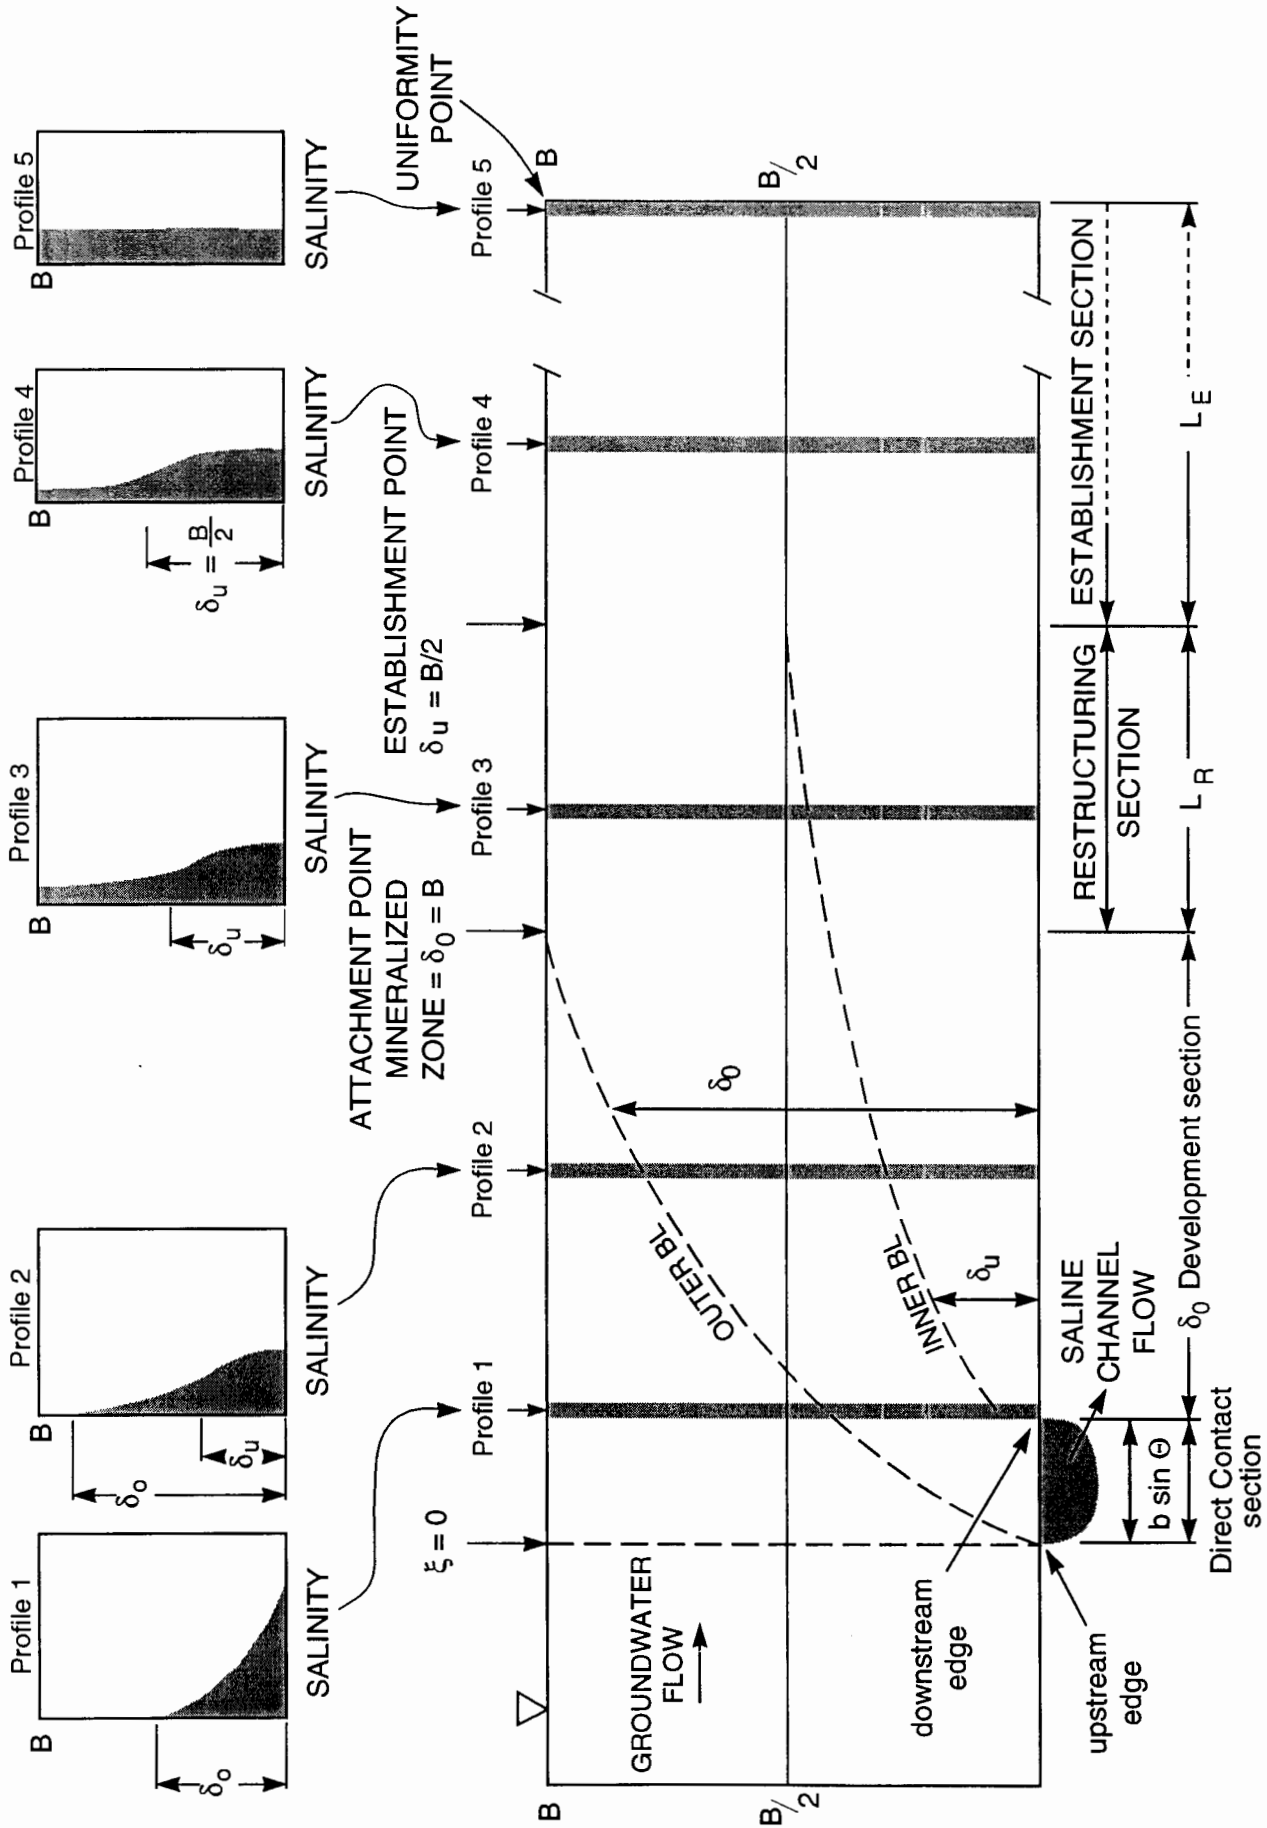 Profile 1
B
δo
SALINITY
Profile 2
B
δo
δu
SALINITY
Profile 3
B
δu
SALINITY
Profile 4
B
δu = B/2
SALINITY
Profile 5
B
SALINITY
ξ = 0
Profile 1
Profile 2
ATTACHMENT POINT
MINERALIZED
ZONE = δ0 = B
Profile 3
ESTABLISHMENT POINT
δu = B/2
Profile 4
UNIFORMITY
POINT
Profile 5
B
B
GROUNDWATER
FLOW
OUTER BL
δ0
B/2
B/2
INNER BL
δu
downstream
edge
upstream
edge
SALINE
CHANNEL
FLOW
b sin Θ
Direct Contact
section
δ0 Development section
RESTRUCTURING
SECTION
LR
ESTABLISHMENT SECTION
LE